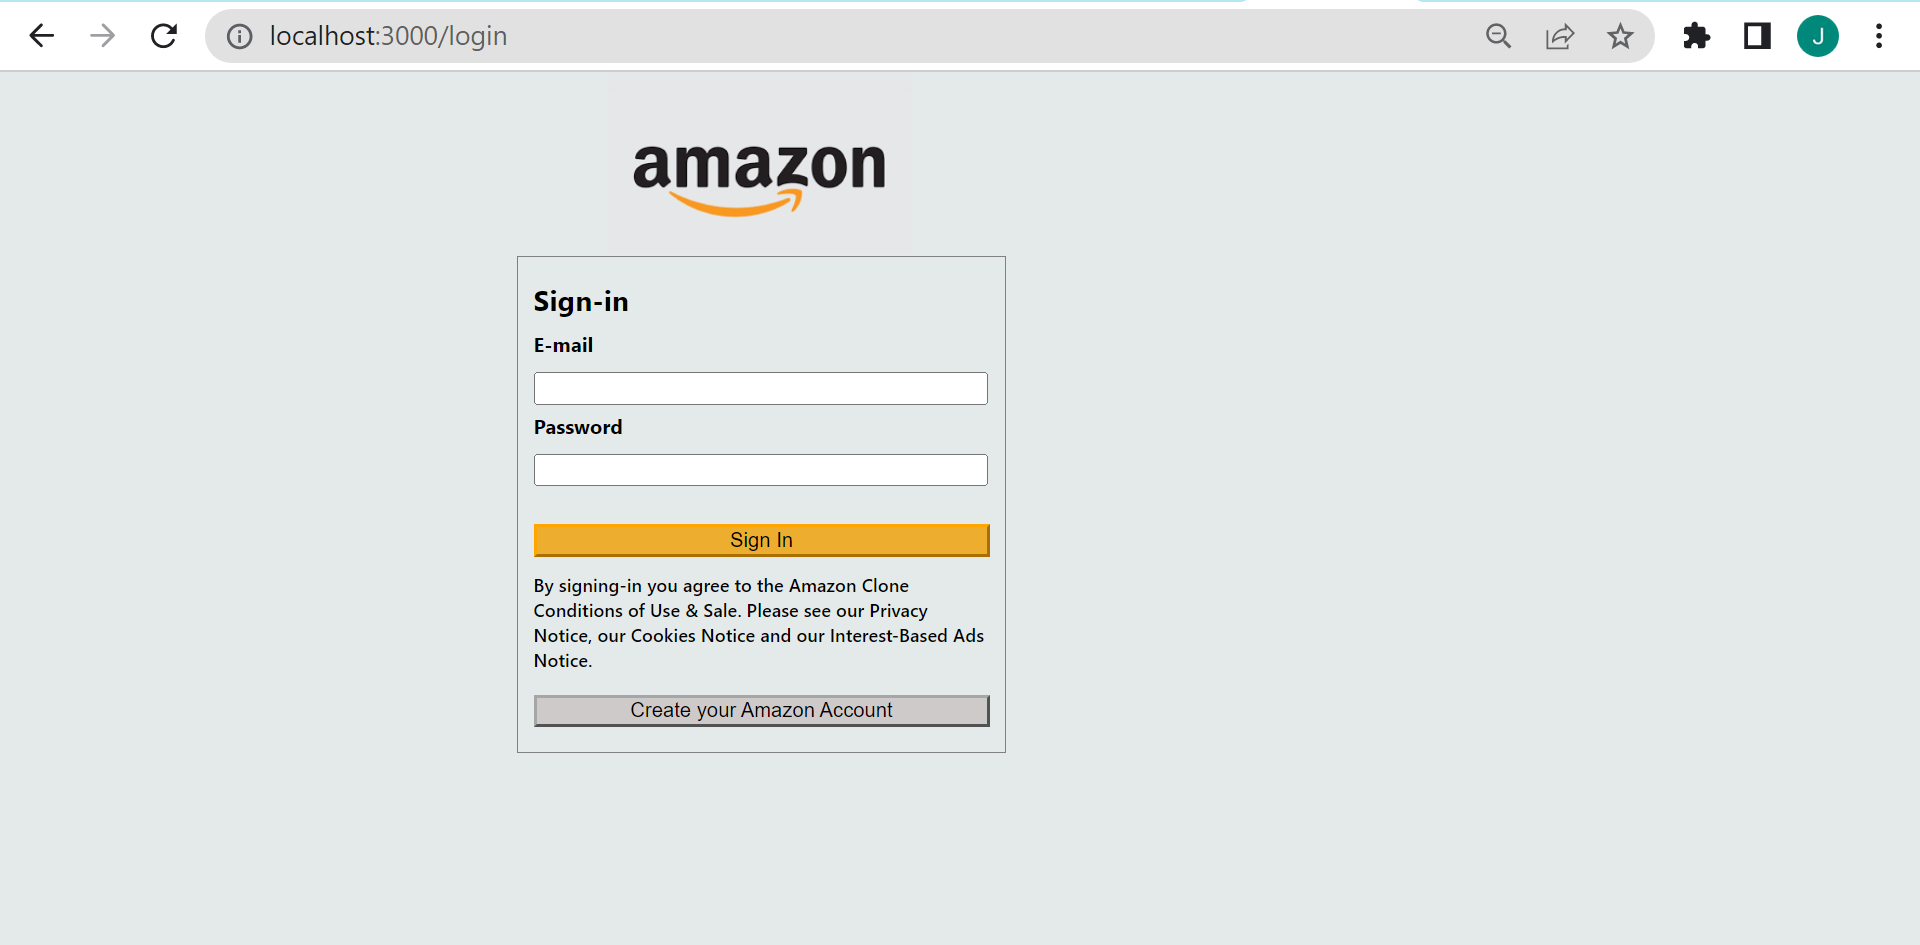 localhost:3000/login
J
amazon
Sign-in
E-mail
Password
Sign In
By signing-in you agree to the Amazon Clone
Conditions of Use & Sale. Please see our Privacy
Notice, our Cookies Notice and our Interest-Based Ads
Notice.
Create your Amazon Account